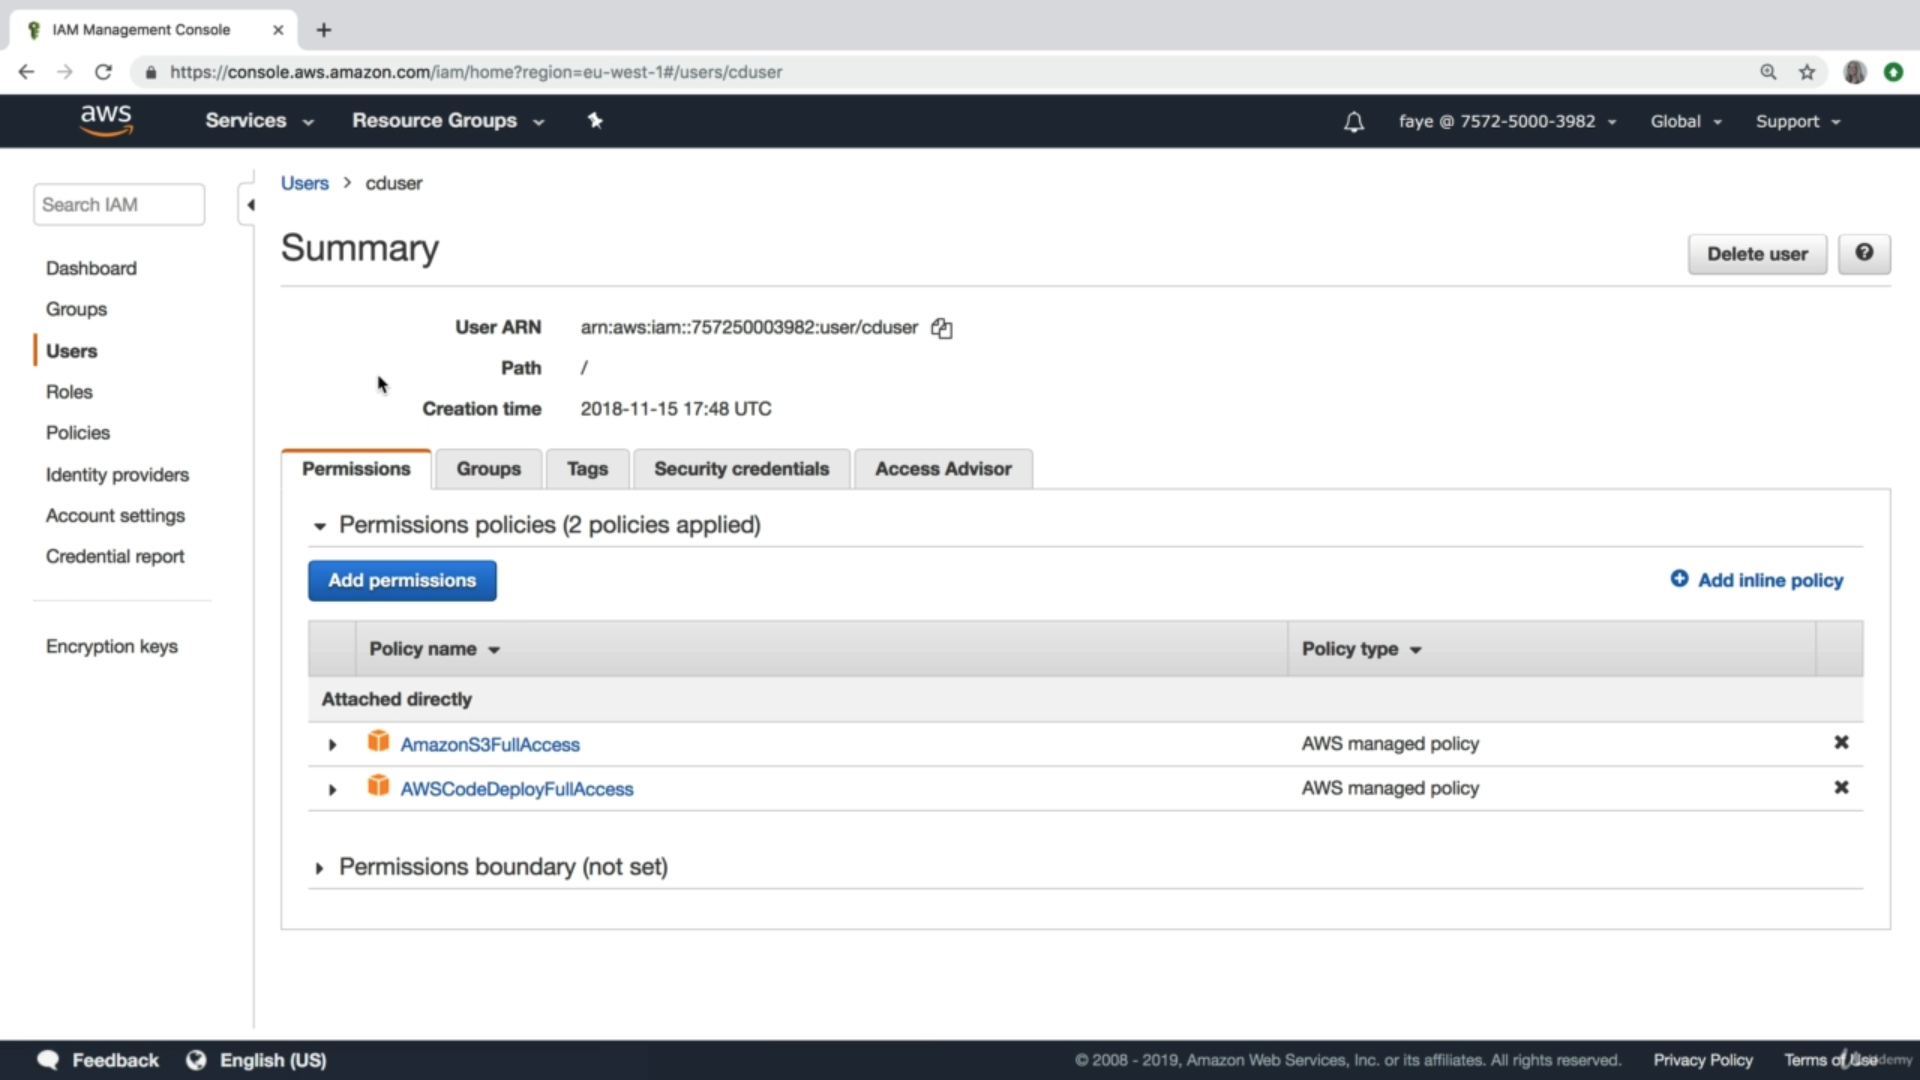 IAM Management Console
https://console.aws.amazon.com/iam/home?region=eu-west-1#/users/cduser
aws Services Resource Groups faye @ 7572-5000-3982 Global Support
Search IAM
Dashboard
Groups
Users
Roles
Policies
Identity providers
Account settings
Credential report
Encryption keys
Users > cduser
Summary
Delete user
User ARN arn:aws:iam::757250003982:user/cduser
Path /
Creation time 2018-11-15 17:48 UTC
Permissions Groups Tags Security credentials Access Advisor
Permissions policies (2 policies applied)
Add permissions Add inline policy
Policy name Policy type
Attached directly
AmazonS3FullAccess AWS managed policy
AWSCodeDeployFullAccess AWS managed policy
Permissions boundary (not set)
Feedback English (US) © 2008 - 2019, Amazon Web Services, Inc. or its affiliates. All rights reserved. Privacy Policy Terms of Use